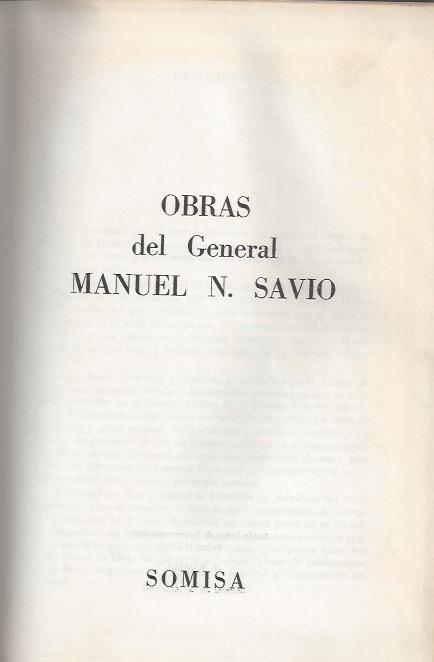 OBRAS
del General
MANUEL N. SAVIO
SOMISA